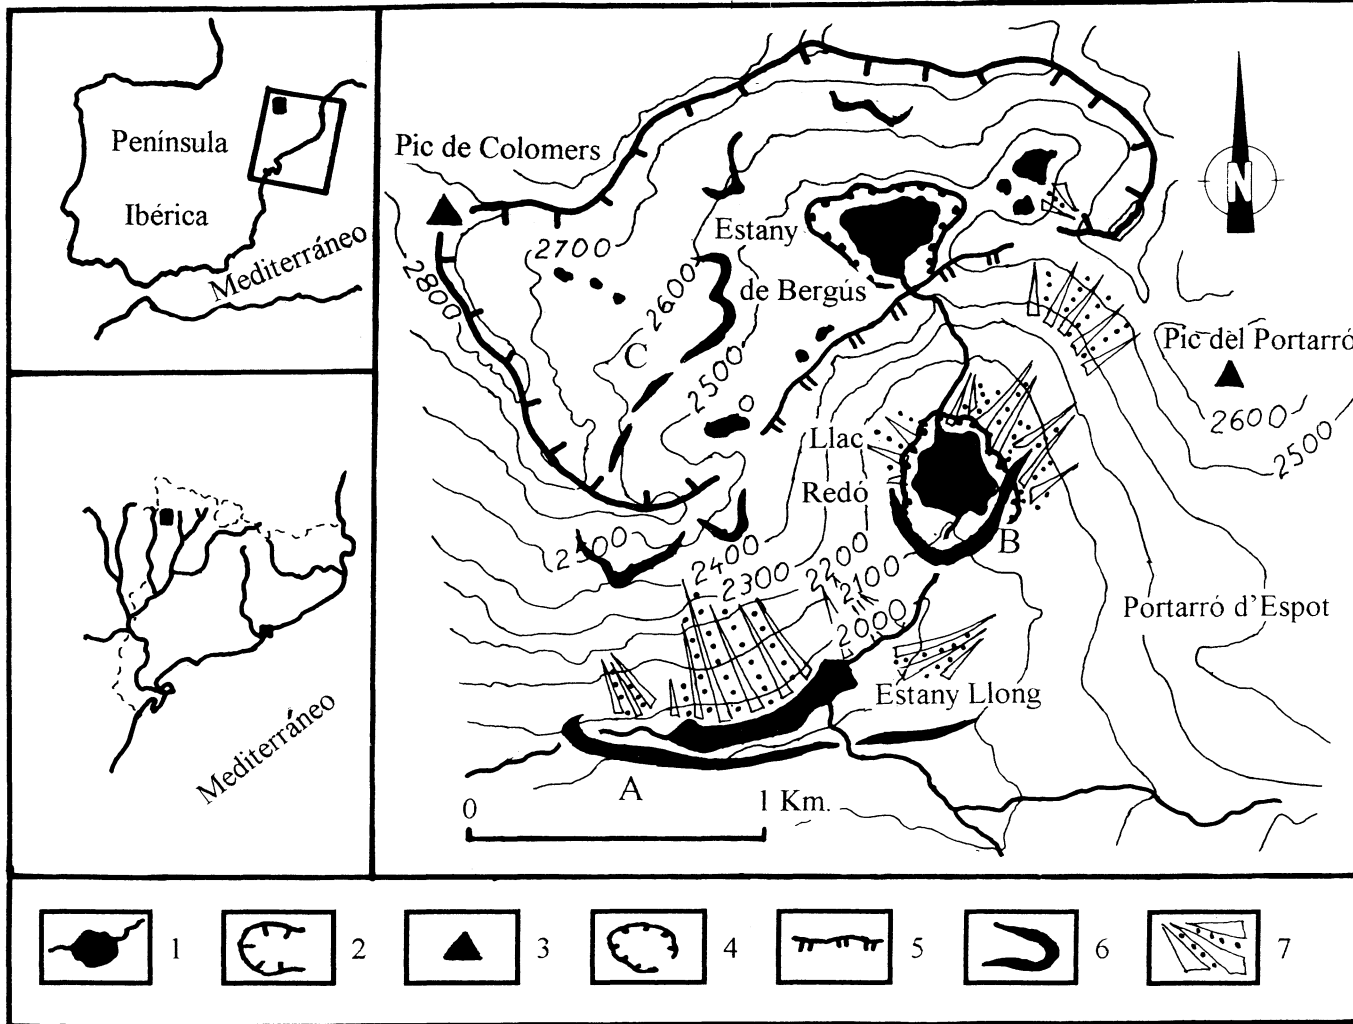 Península
Ibérica
Mediterráneo
Mediterráneo
Pic de Colomers
N
2800
2700
2600
2500
C
Estany
de Bergús
Pic del Portarró
2600
2500
Llac
Redó
B
2500
2400
2300
2200
2100
2000
Portarró d'Espot
Estany Llong
A
0
1 Km.
1
2
3
4
5
6
7